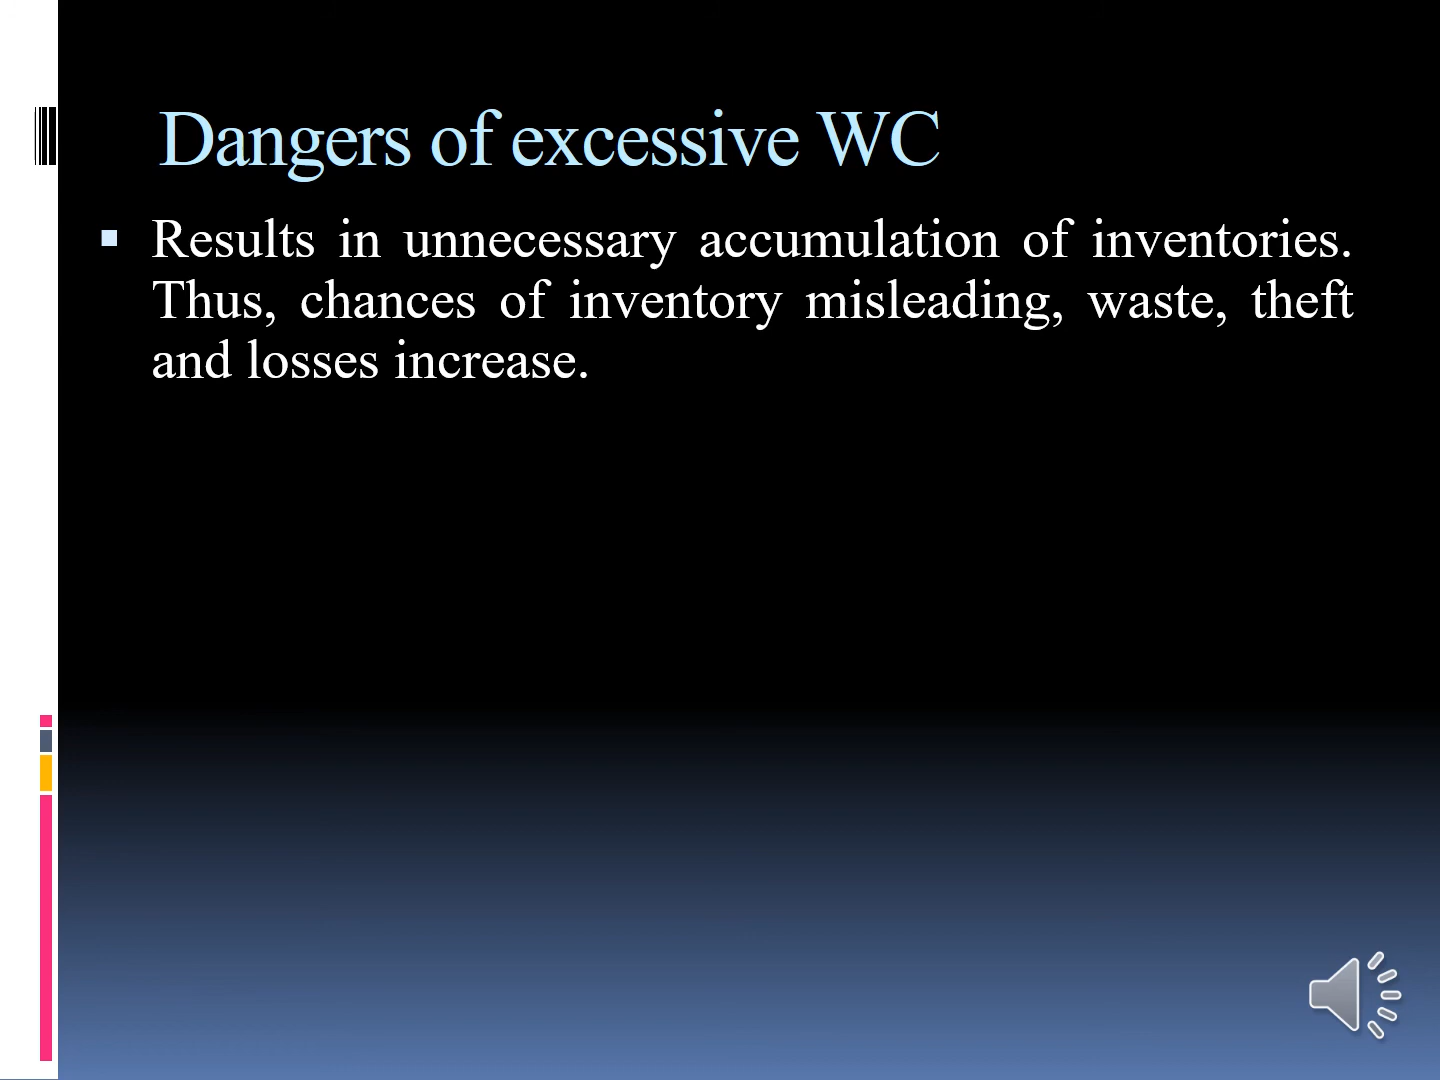 Dangers of excessive WC
Results in unnecessary accumulation of inventories.
Thus, chances of inventory misleading, waste, theft
and losses increase.